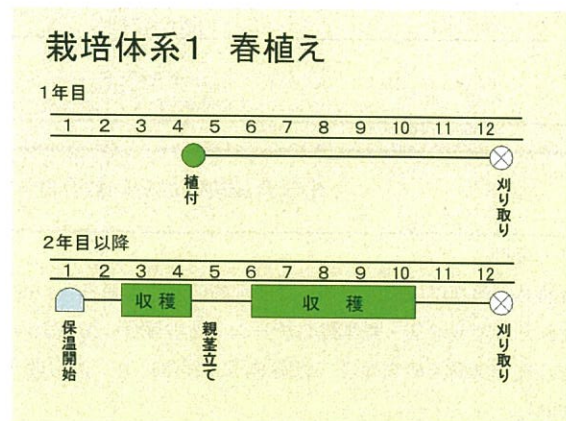 栽培体系1 春植え
1年目
1 2 3 4 5 6 7 8 9 10 11 12
植付
刈り取り
2年目以降
1 2 3 4 5 6 7 8 9 10 11 12
収穫
収 穫
保温開始
親茎立て
刈り取り